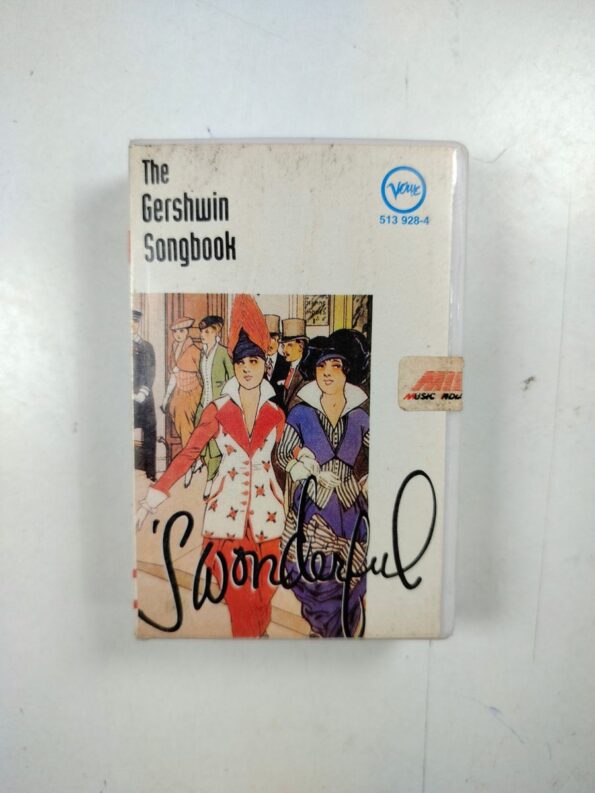 The
Gershwin
Songbook
Verve
513 928-4
MUSIC
'S wonderful